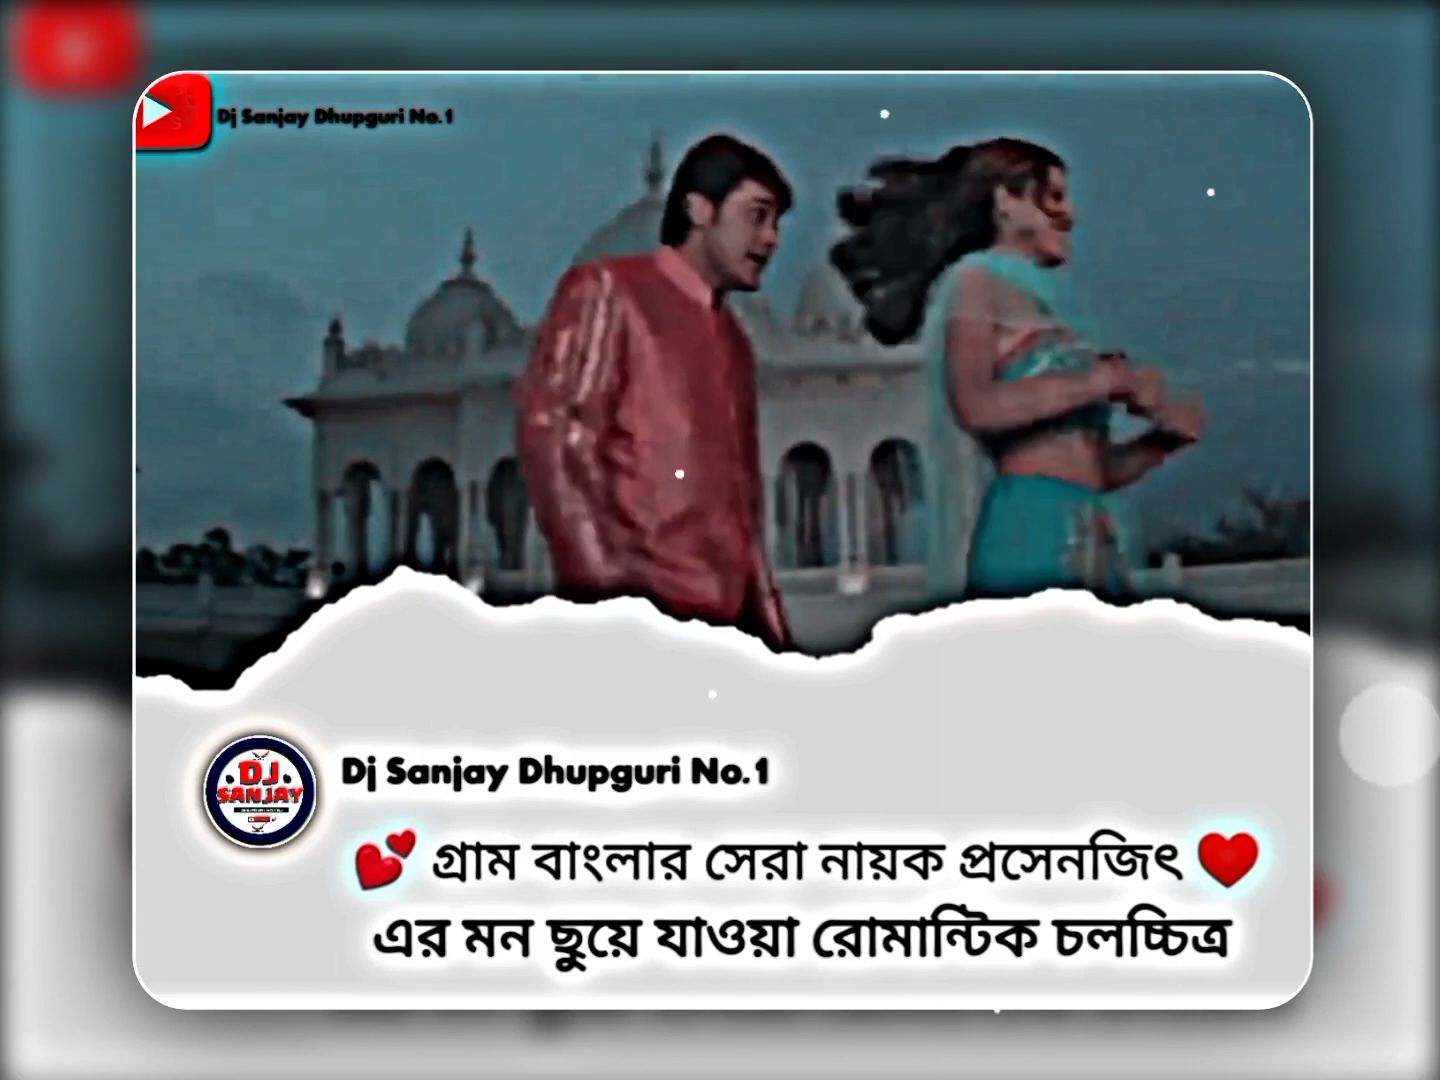 Dj Sanjay Dhupguri No.1
DJ
SANJAY
Dj Sanjay Dhupguri No.1
💕 গ্রাম বাংলার সেরা নায়ক প্রসেনজিৎ ❤️
এর মন ছুয়ে যাওয়া রোমান্টিক চলচ্চিত্র